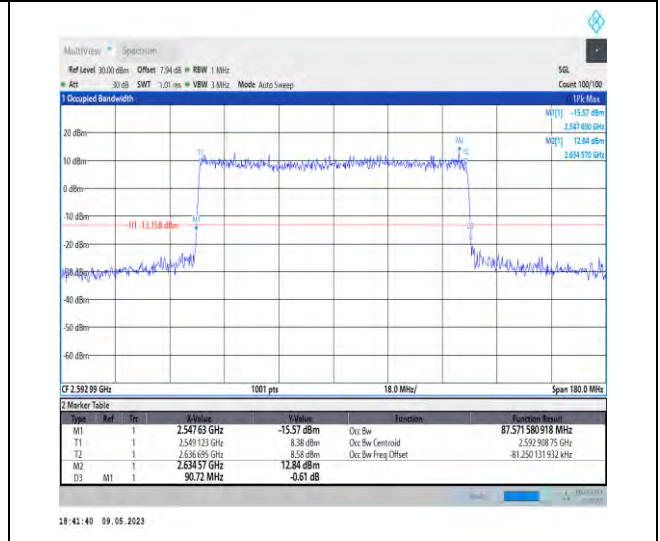 MultiView Spectrum
Ref Level 30.00 dBm Offset 7.94 dB RBW 1 MHz SGL
Att 30 dB SWT 1.01 ms VBW 3 MHz Mode Auto Sweep Count 100/100
1 Occupied Bandwidth 1Pk Max
M1[1] -15.57 dBm
2.547 630 GHz
M2[1] 12.84 dBm
2.634 570 GHz
20 dBm
10 dBm
0 dBm
-10 dBm
H1 -13.158 dBm
-20 dBm
-30 dBm
-40 dBm
-50 dBm
-60 dBm
T1
M2
T2
M1
D3
CF 2.592 99 GHz 1001 pts 18.0 MHz/ Span 180.0 MHz
2 Marker Table
Type Ref Trc X-Value Y-Value Function Function Result
M1 1 2.547 63 GHz -15.57 dBm Occ Bw 87.571 580 918 MHz
T1 1 2.549 123 GHz 8.38 dBm Occ Bw Centroid 2.592 908 75 GHz
T2 1 2.636 695 GHz 8.58 dBm Occ Bw Freq Offset -81.250 131 932 kHz
M2 1 2.634 57 GHz 12.84 dBm
D3 M1 1 90.72 MHz -0.61 dB
18:41:40 09.05.2023